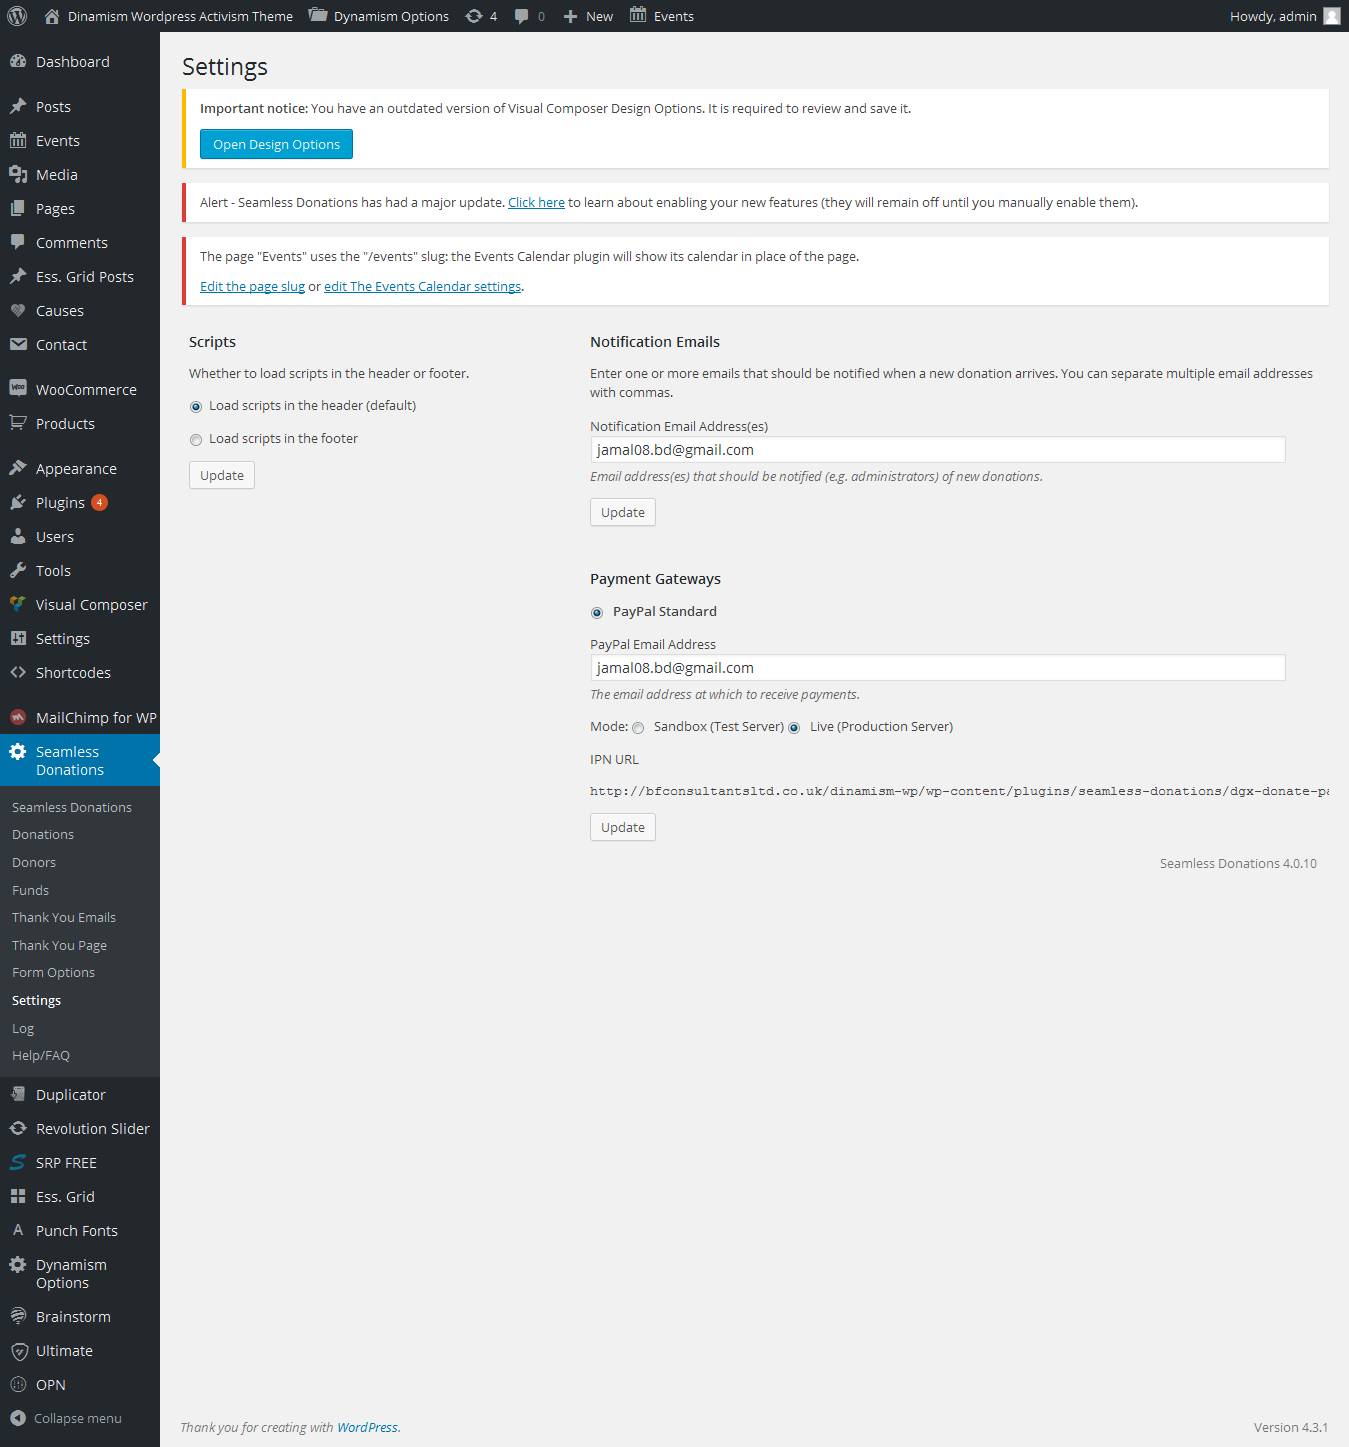 Dinamism Wordpress Activism Theme
Dynamism Options
4
0
New
Events
Howdy, admin
Dashboard
Posts
Events
Media
Pages
Comments
Ess. Grid Posts
Causes
Contact
WooCommerce
Products
Appearance
Plugins 4
Users
Tools
Visual Composer
Settings
Shortcodes
MailChimp for WP
Seamless
Donations
Seamless Donations
Donations
Donors
Funds
Thank You Emails
Thank You Page
Form Options
Settings
Log
Help/FAQ
Duplicator
Revolution Slider
SRP FREE
Ess. Grid
Punch Fonts
Dynamism
Options
Brainstorm
Ultimate
OPN
Collapse menu
Settings
Important notice: You have an outdated version of Visual Composer Design Options. It is required to review and save it.
Open Design Options
Alert - Seamless Donations has had a major update. Click here to learn about enabling your new features (they will remain off until you manually enable them).
The page "Events" uses the "/events" slug: the Events Calendar plugin will show its calendar in place of the page.
Edit the page slug or edit The Events Calendar settings.
Scripts
Whether to load scripts in the header or footer.
Load scripts in the header (default)
Load scripts in the footer
Update
Notification Emails
Enter one or more emails that should be notified when a new donation arrives. You can separate multiple email addresses
with commas.
Notification Email Address(es)
jamal08.bd@gmail.com
Email address(es) that should be notified (e.g. administrators) of new donations.
Update
Payment Gateways
PayPal Standard
PayPal Email Address
jamal08.bd@gmail.com
The email address at which to receive payments.
Mode: Sandbox (Test Server) Live (Production Server)
IPN URL
http://bfconsultantsltd.co.uk/dinamism-wp/wp-content/plugins/seamless-donations/dgx-donate-pa
Update
Seamless Donations 4.0.10
Thank you for creating with WordPress.
Version 4.3.1